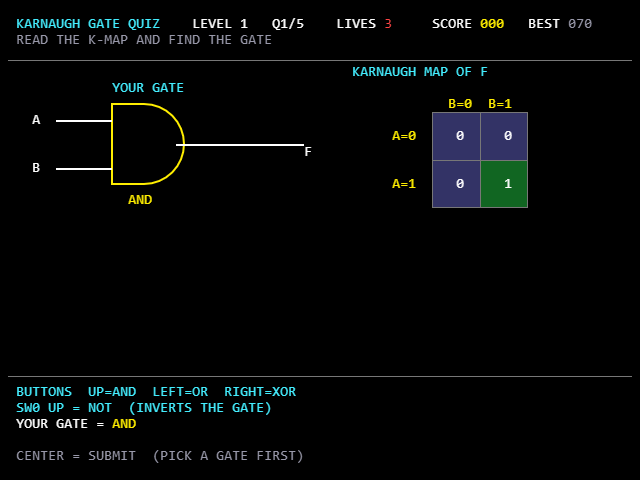 KARNAUGH GATE QUIZ LEVEL 1 Q1/5 LIVES 3 SCORE 000 BEST 070
READ THE K-MAP AND FIND THE GATE
KARNAUGH MAP OF F
YOUR GATE
B=0 B=1
A
A=0 0 0
F
B
A=1 0 1
AND
BUTTONS UP=AND LEFT=OR RIGHT=XOR
SW0 UP = NOT (INVERTS THE GATE)
YOUR GATE = AND
CENTER = SUBMIT (PICK A GATE FIRST)